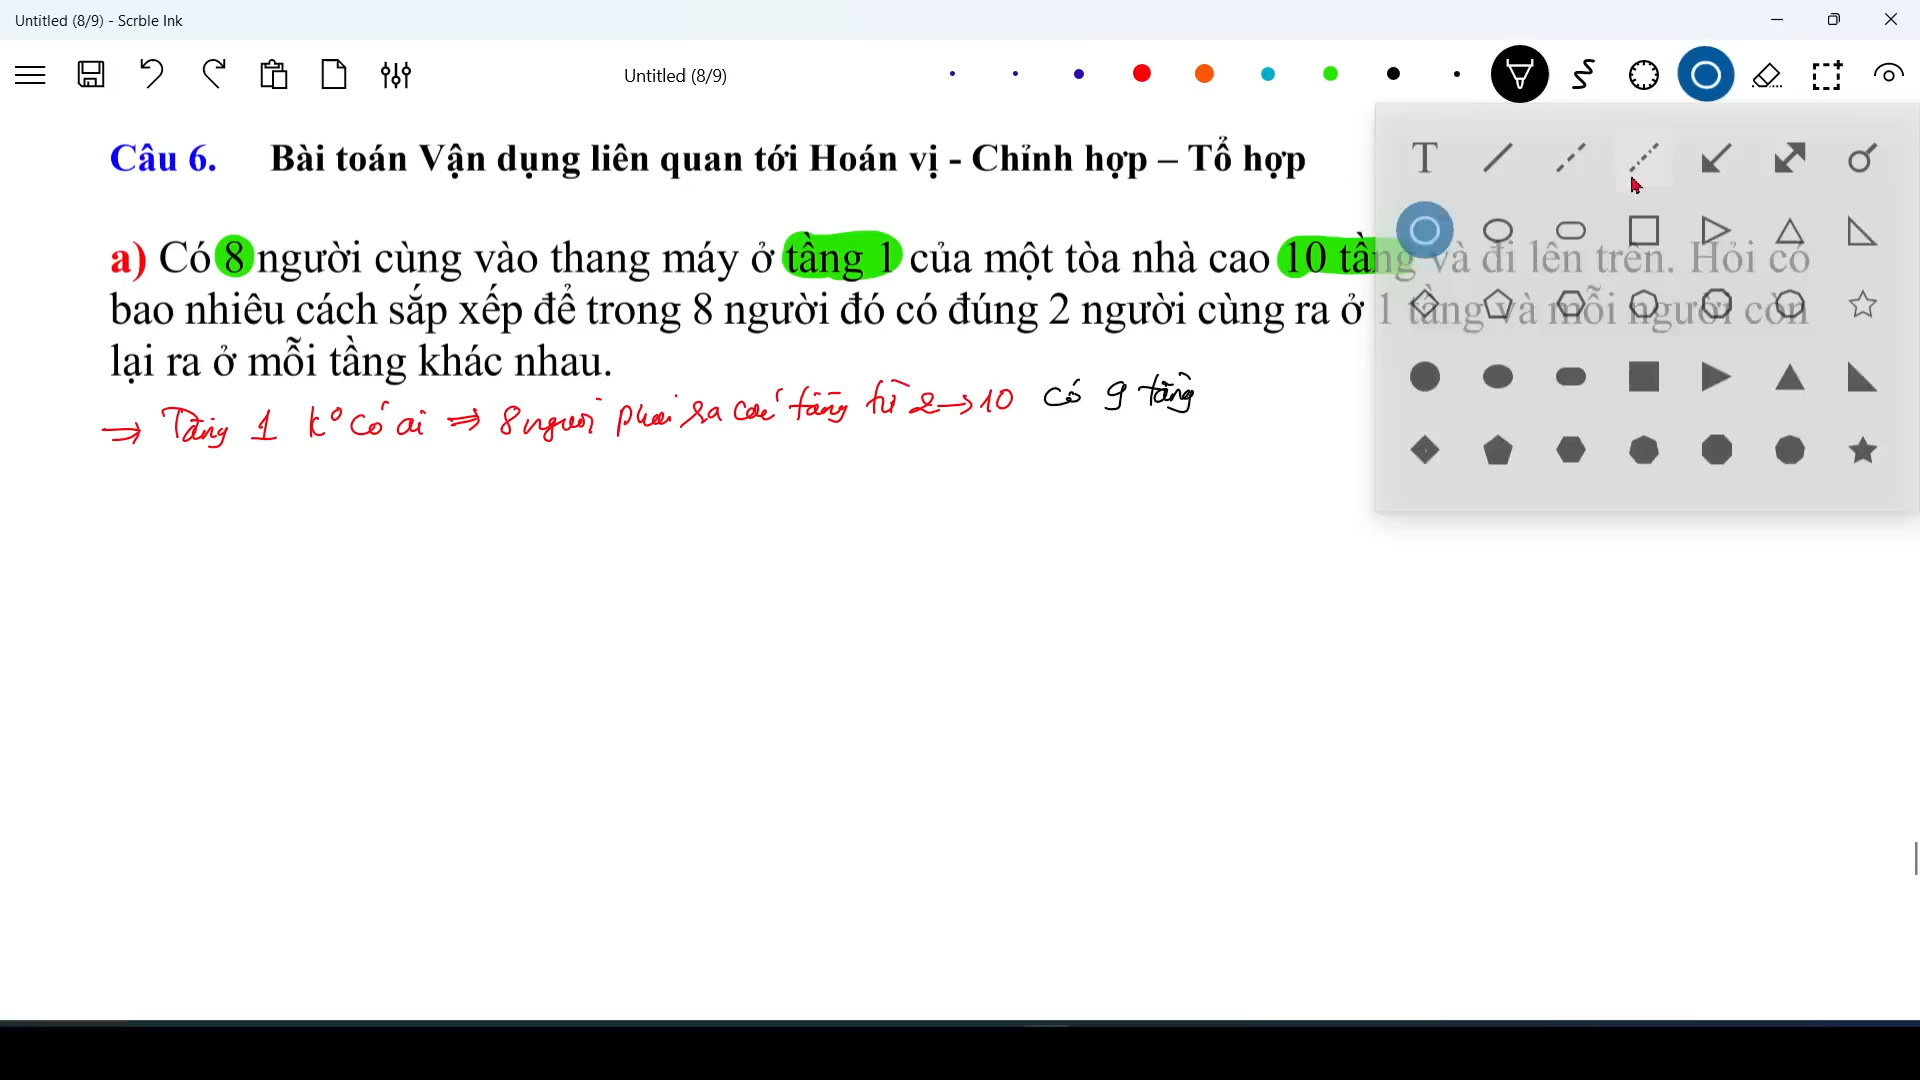 Untitled (8/9) - Scrble Ink
Untitled (8/9)
T
Câu 6. Bài toán Vận dụng liên quan tới Hoán vị - Chỉnh hợp – Tổ hợp
a) Có 8 người cùng vào thang máy ở tầng 1 của một tòa nhà cao 10 tầng và đi lên trên. Hỏi có
bao nhiêu cách sắp xếp để trong 8 người đó có đúng 2 người cùng ra ở 1 tầng và mỗi người còn
lại ra ở mỗi tầng khác nhau.
⇒ Tầng 1 k° có ai ⇒ 8 người phải ra các tầng từ 2 → 10 có 9 tầng